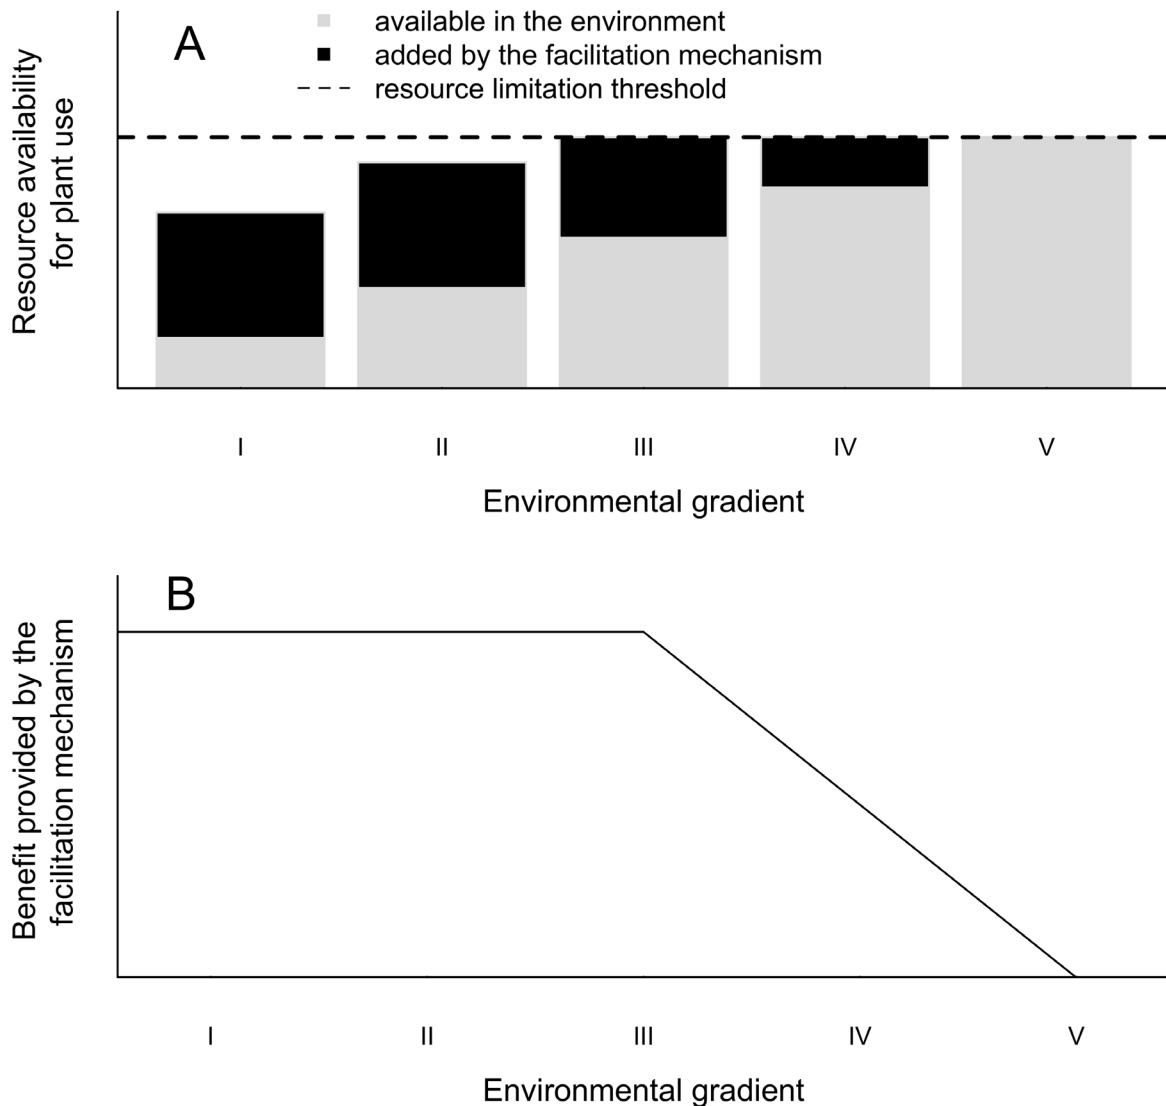 A
available in the environment
added by the facilitation mechanism
resource limitation threshold
Resource availability
for plant use
I II III IV V
Environmental gradient
B
Benefit provided by the
facilitation mechanism
I II III IV V
Environmental gradient